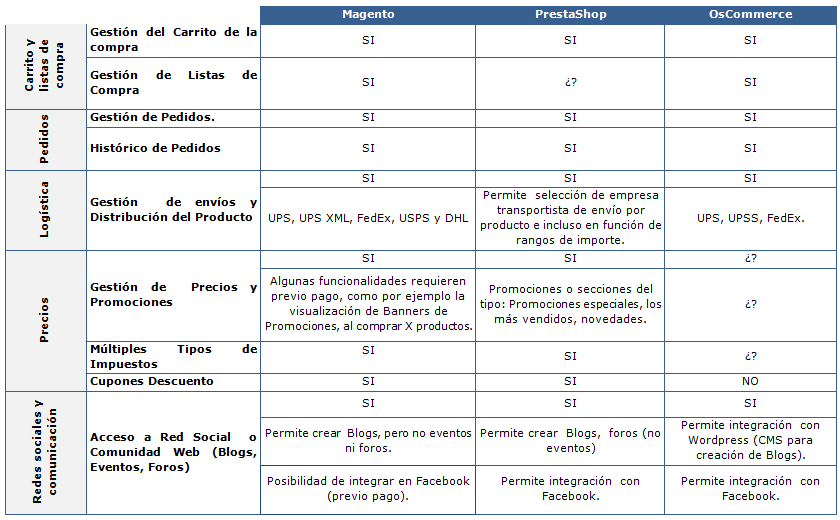 Magento PrestaShop OsCommerce
Carrito y
listas de
compra
Gestión del Carrito de la
compra
SI SI SI
Gestión de Listas de
Compra
SI ¿? SI
Pedidos
Gestión de Pedidos.
SI SI SI
Histórico de Pedidos
SI SI SI
Logística
Gestión de envíos y
Distribución del Producto
SI SI SI
UPS, UPS XML, FedEx, USPS y DHL
Permite selección de empresa
transportista de envío por
producto e incluso en función de
rangos de importe.
UPS, UPSS, FedEx.
Precios
Gestión de Precios y
Promociones
SI SI ¿?
Algunas funcionalidades requieren
previo pago, como por ejemplo la
visualización de Banners de
Promociones, al comprar X productos.
Promociones o secciones del
tipo: Promociones especiales, los
más vendidos, novedades.
¿?
Múltiples Tipos de
Impuestos
SI SI ¿?
Cupones Descuento
SI SI NO
Redes sociales y
comunicación
Acceso a Red Social o
Comunidad Web (Blogs,
Eventos, Foros)
SI SI SI
Permite crear Blogs, pero no eventos
ni foros.
Permite crear Blogs, foros (no
eventos)
Permite integración con
Wordpress (CMS para
creación de Blogs).
Posibilidad de integrar en Facebook
(previo pago).
Permite integración con
Facebook.
Permite integración con
Facebook.